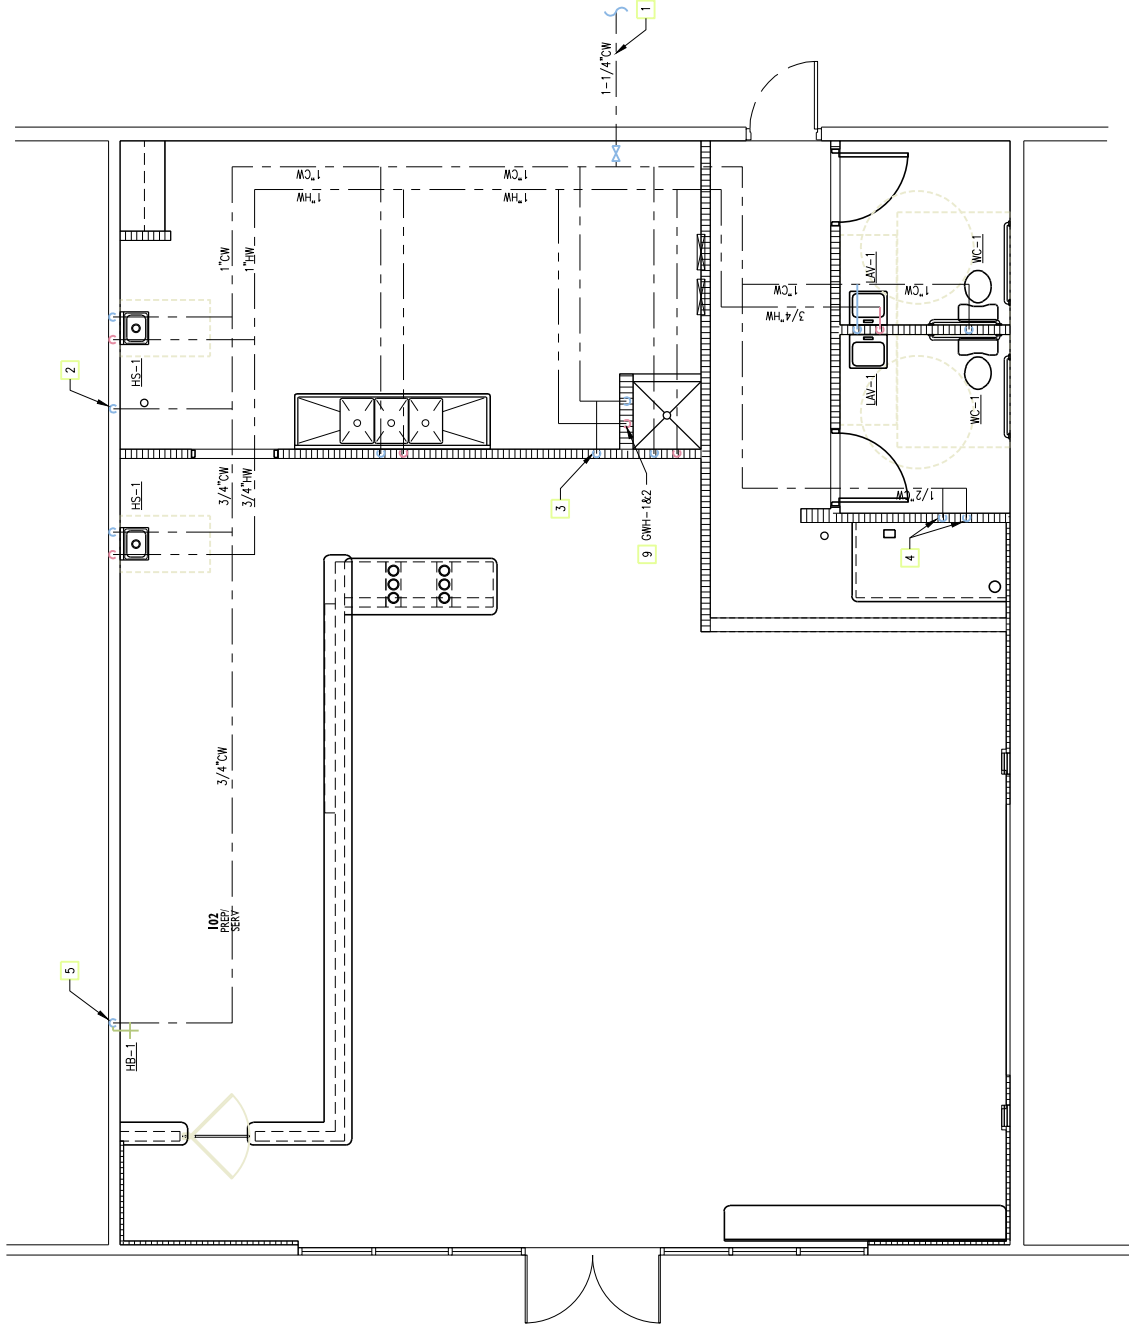 1
1-1/4"CW
1"CW
1"HW
1"CW
1"HW
1"CW
1"HW
2
HS-1
HS-1
3/4"CW
3/4"HW
3
9
GWH-1&2
1"CW
3/4"HW
LAV-1
WC-1
1"CW
LAV-1
WC-1
1/2"CW
4
3/4"CW
102
PREP/
SERV
5
HB-1